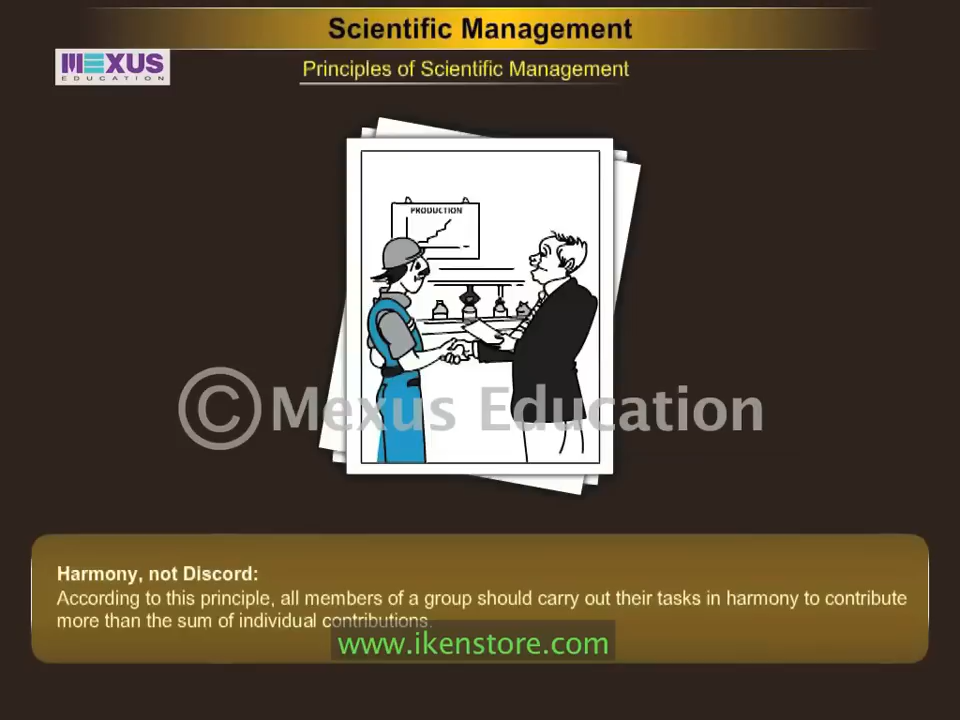 Scientific Management
MEXUS
EDUCATION
Principles of Scientific Management
PRODUCTION
© Mexus Education
Harmony, not Discord:
According to this principle, all members of a group should carry out their tasks in harmony to contribute
more than the sum of individual contributions.
www.ikenstore.com